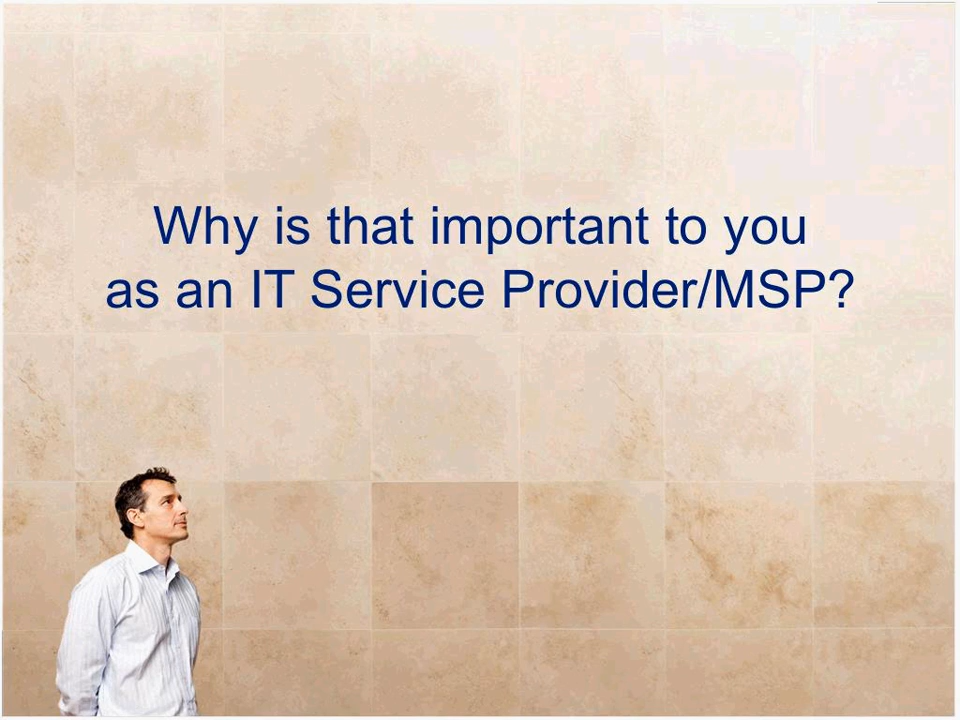 Why is that important to you
as an IT Service Provider/MSP?